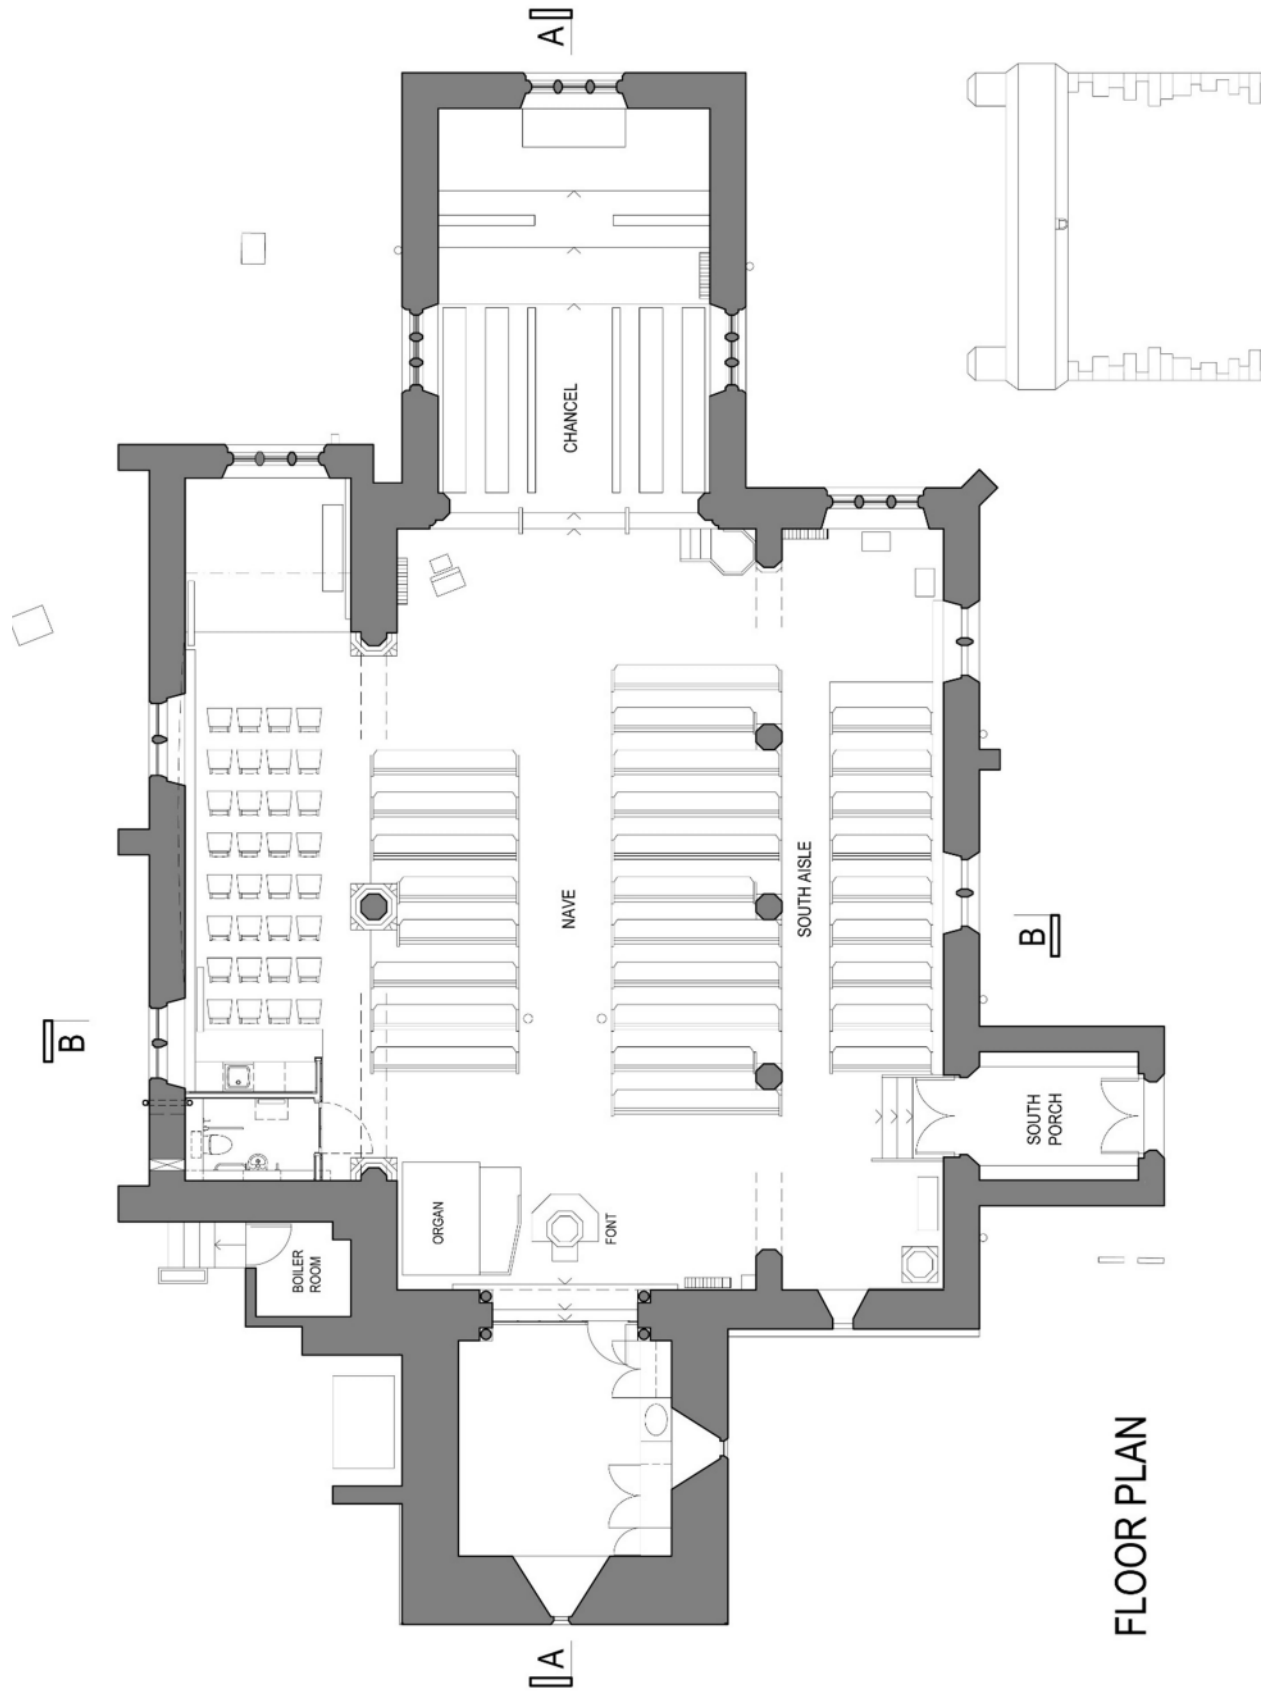 A
CHANCEL
NAVE
SOUTH AISLE
B
B
SOUTH
PORCH
ORGAN
FONT
BOILER
ROOM
A
FLOOR PLAN